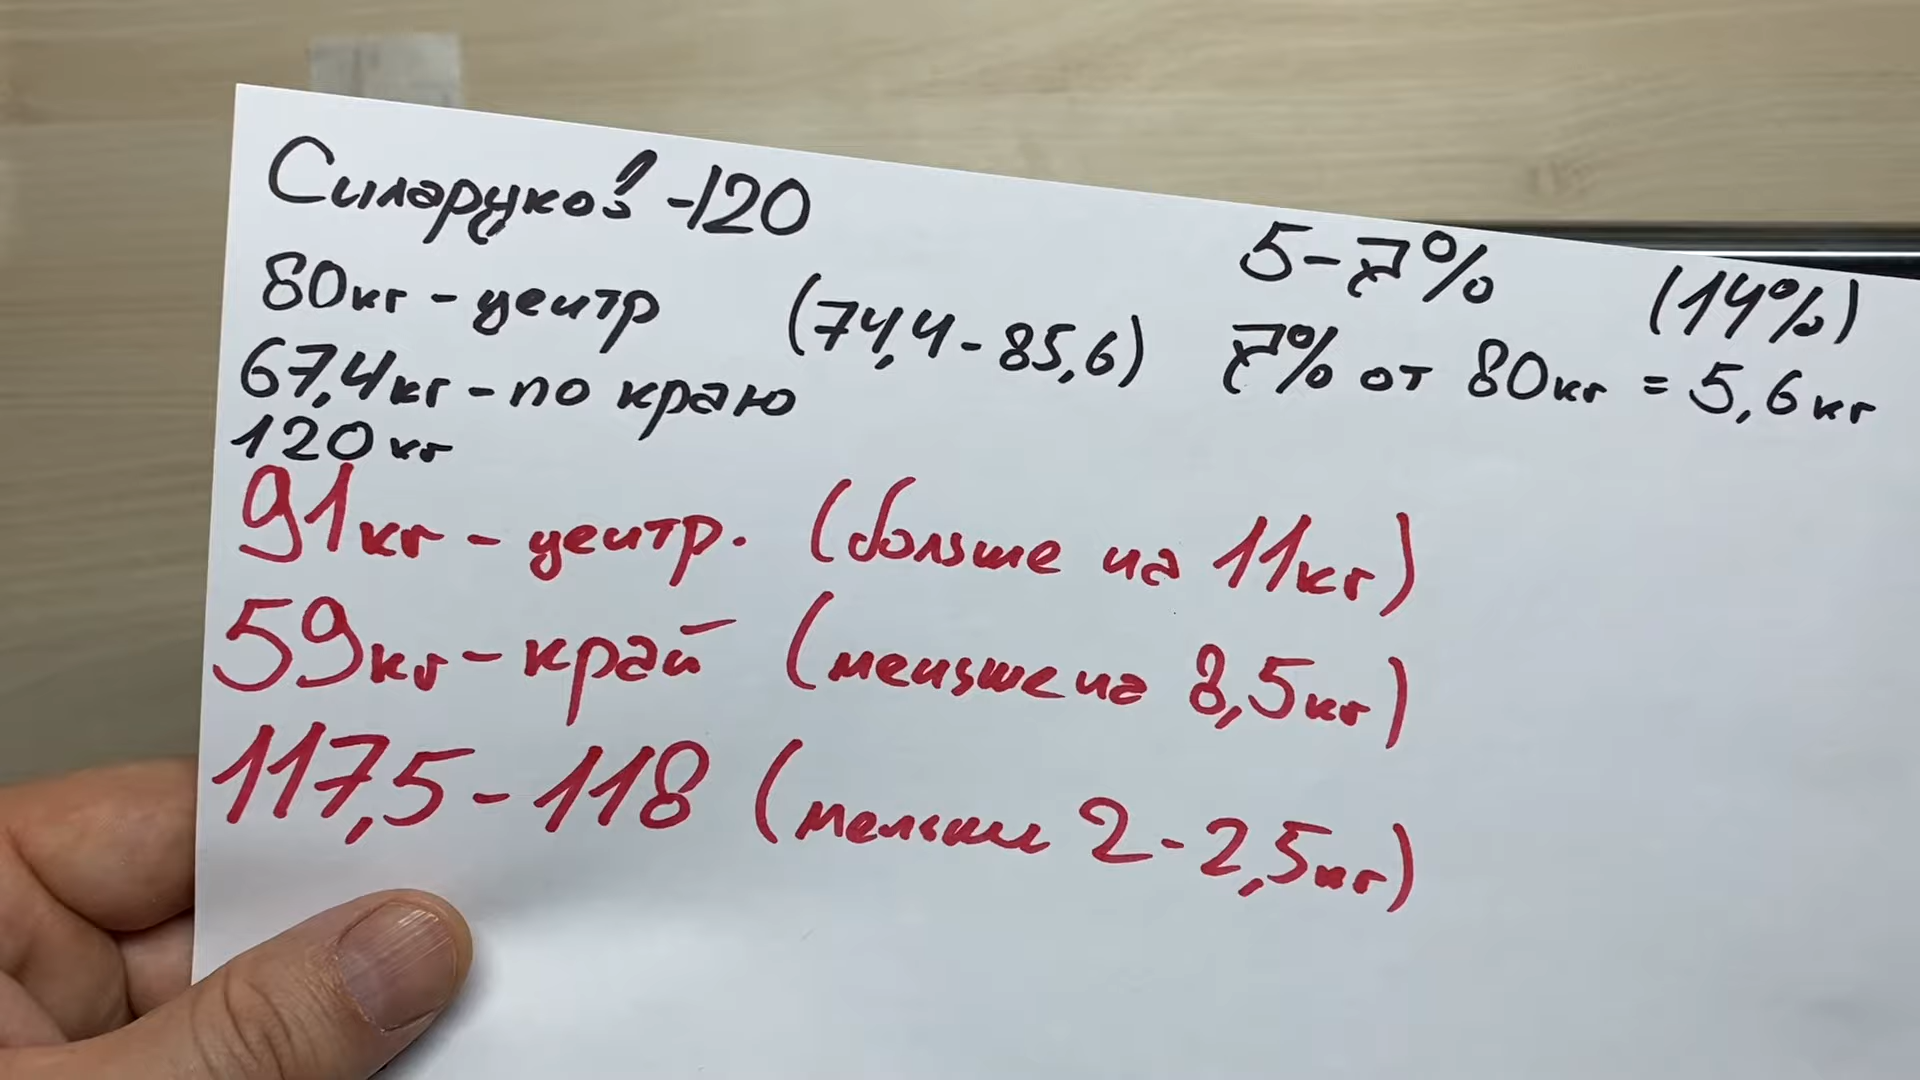 Силаруков -120
80кг - центр (74,4 - 85,6)
67,4кг - по краю
120кг
5-7% (14%)
7% от 80кг = 5,6кг
91кг - центр. (больше на 11кг)
59кг - край (меньше на 8,5кг)
117,5 - 118 (меньше 2 - 2,5кг)